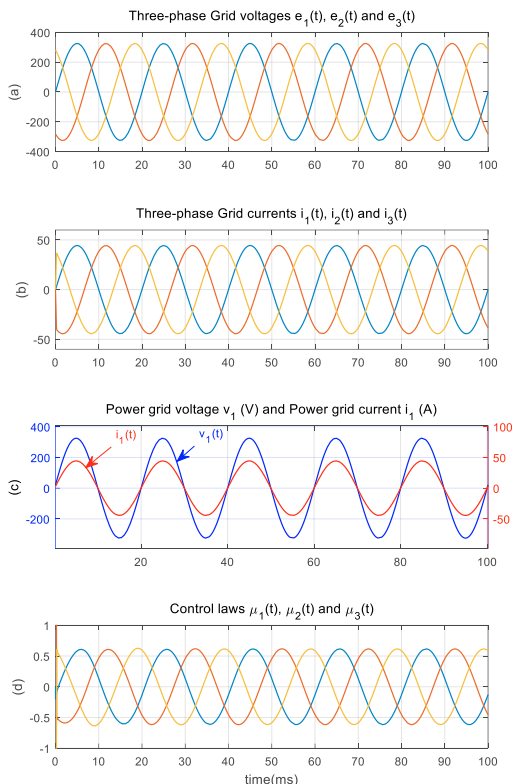 Three-phase Grid voltages e1(t), e2(t) and e3(t)
400
200
0
-200
-400
(a)
0 10 20 30 40 50 60 70 80 90 100
Three-phase Grid currents i1(t), i2(t) and i3(t)
50
0
-50
(b)
0 10 20 30 40 50 60 70 80 90 100
Power grid voltage v1 (V) and Power grid current i1 (A)
400
200
0
-200
(c)
i1(t)
v1(t)
100
50
0
-50
20 40 60 80 100
Control laws μ1(t), μ2(t) and μ3(t)
1
0.5
0
-0.5
-1
(d)
0 10 20 30 40 50 60 70 80 90 100
time(ms)